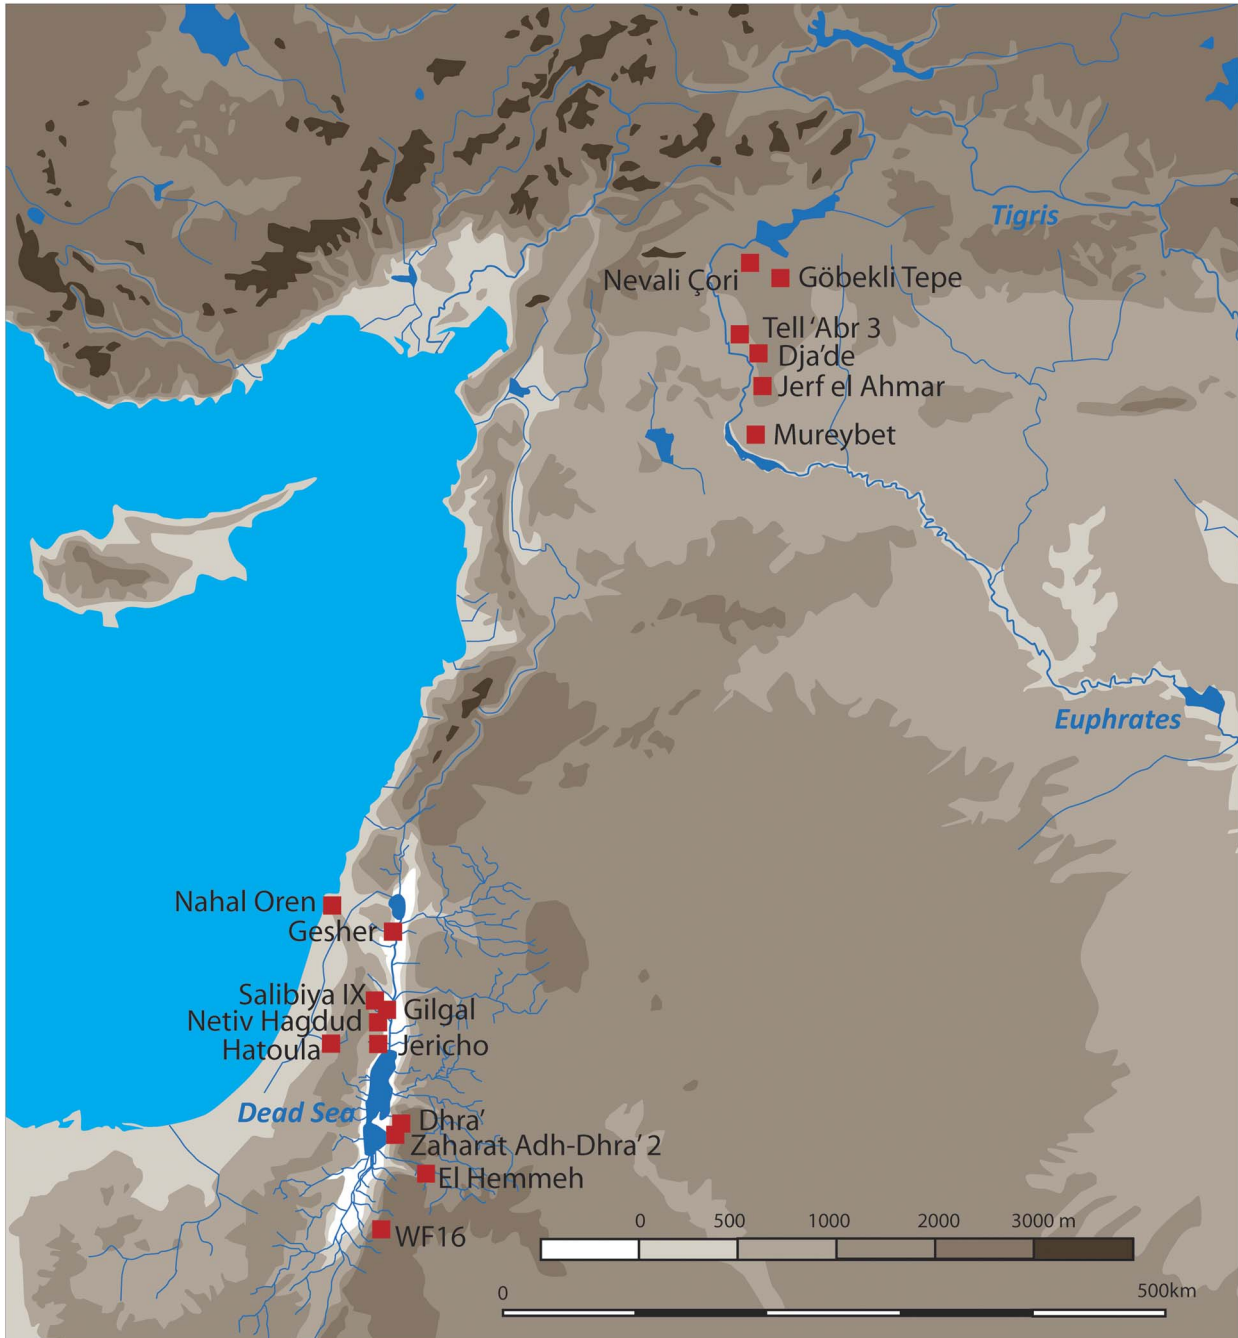 Tigris
Nevali Çori
Göbekli Tepe
Tell ‘Abr 3
Dja’de
Jerf el Ahmar
Mureybet
Euphrates
Nahal Oren
Gesher
Salibiya IX
Gilgal
Netiv Hagdud
Hatoula
Jericho
Dead Sea
Dhra’
Zaharat Adh-Dhra’ 2
El Hemmeh
WF16
0 500 1000 2000 3000 m
0 500km